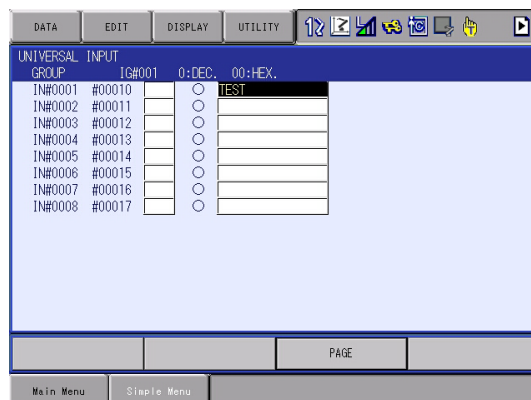 DATA EDIT DISPLAY UTILITY
UNIVERSAL INPUT
GROUP IG#001 0:DEC. 00:HEX.
IN#0001 #00010 TEST
IN#0002 #00011
IN#0003 #00012
IN#0004 #00013
IN#0005 #00014
IN#0006 #00015
IN#0007 #00016
IN#0008 #00017
PAGE
Main Menu Simple Menu